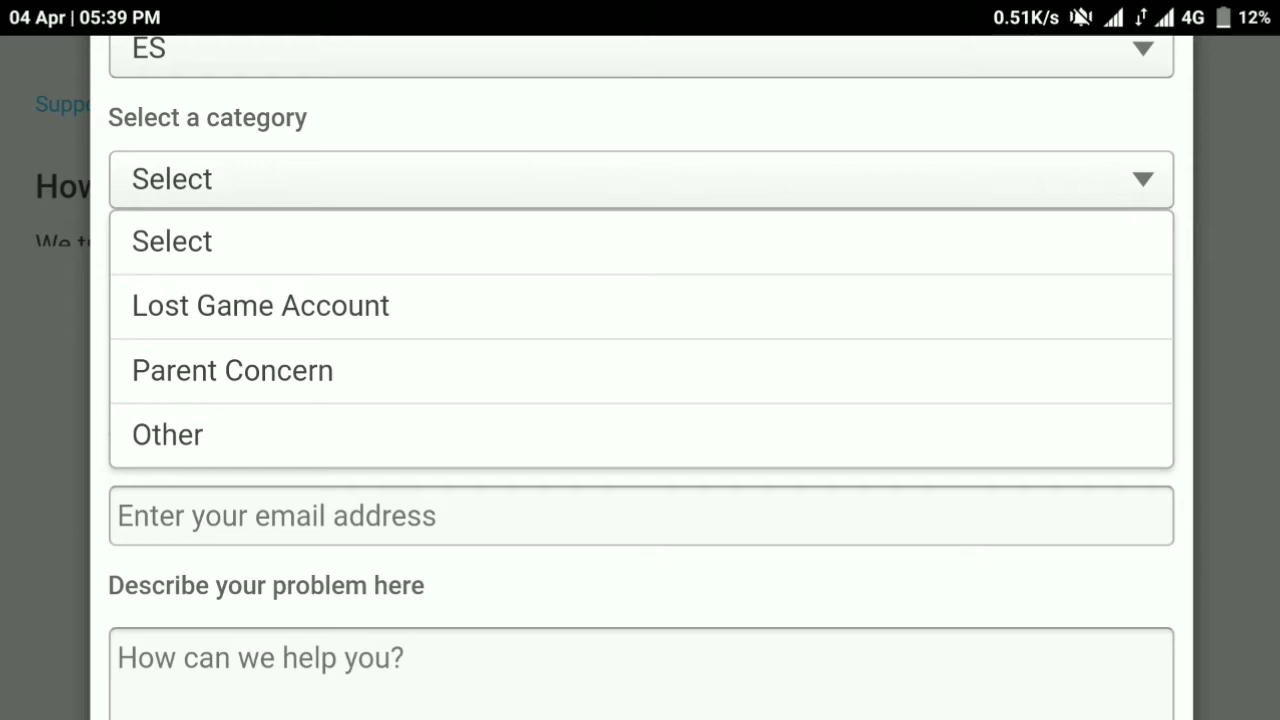 04 Apr | 05:39 PM 0.51K/s 4G 12%
ES
Suppo
Select a category
Select
How
We t
Select
Lost Game Account
Parent Concern
Other
Enter your email address
Describe your problem here
How can we help you?